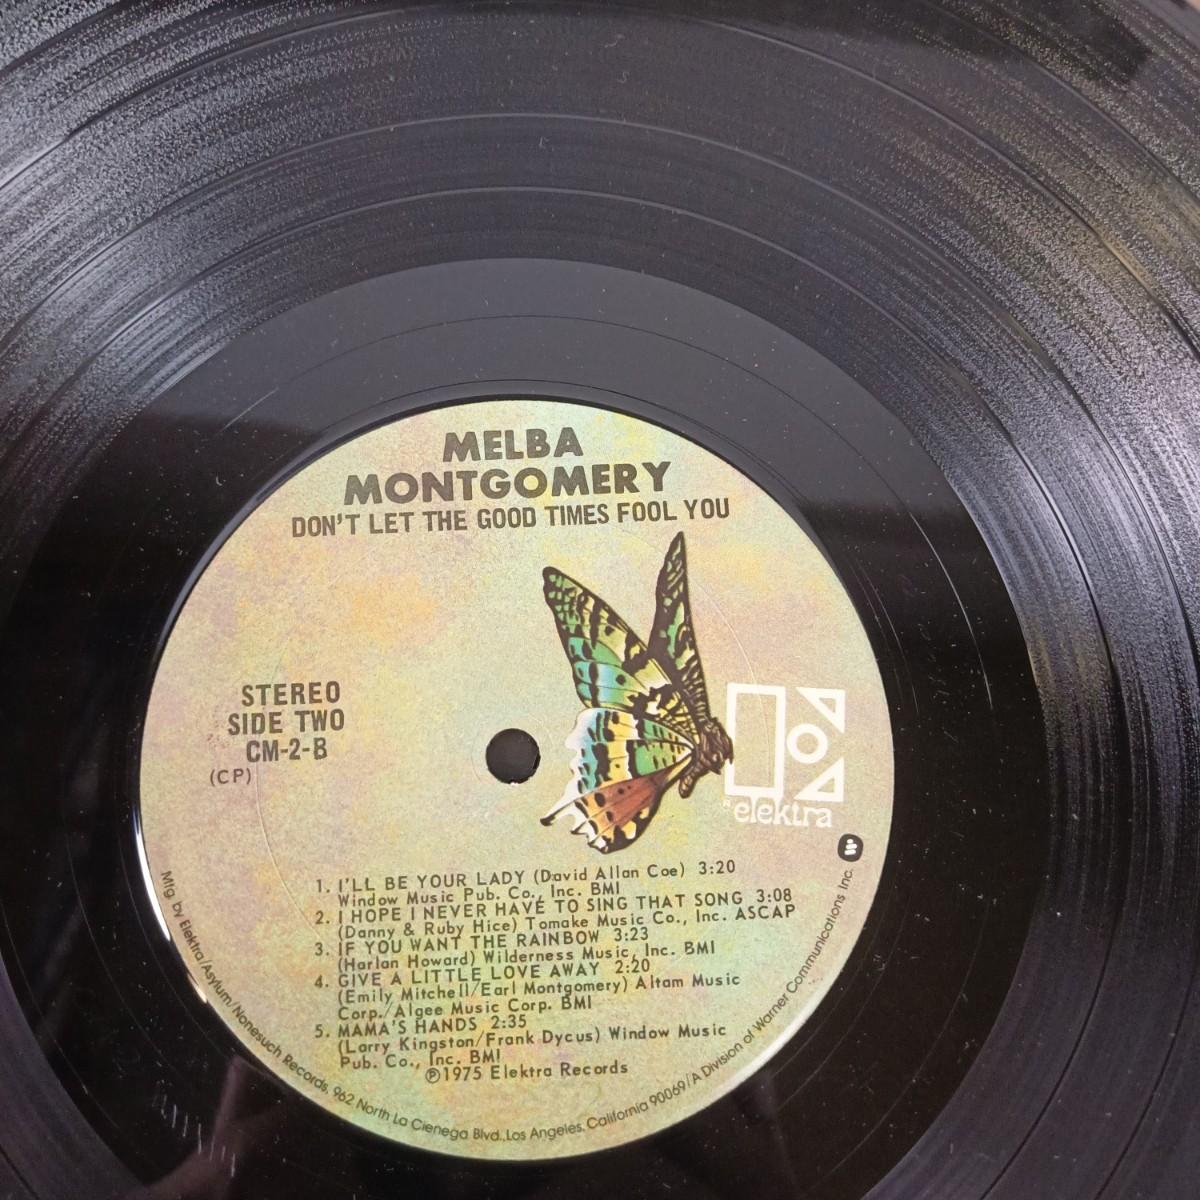 MELBA
MONTGOMERY
DON'T LET THE GOOD TIMES FOOL YOU
STEREO
SIDE TWO
CM-2-B
(CP)
® elektra
1. I'LL BE YOUR LADY (David Allan Coe) 3:20
Window Music Pub. Co., Inc. BMI
2. I HOPE I NEVER HAVE TO SING THAT SONG 3:08
(Danny & Ruby Hice) Tomake Music Co., Inc. ASCAP
3. IF YOU WANT THE RAINBOW 3:23
(Harlan Howard) Wilderness Music, Inc. BMI
4. GIVE A LITTLE LOVE AWAY 2:20
(Emily Mitchell/Earl Montgomery) Altam Music
Corp./Algee Music Corp. BMI
5. MAMA'S HANDS 2:35
(Larry Kingston/Frank Dycus) Window Music
Pub. Co., Inc. BMI
℗1975 Elektra Records
Mfg. by Elektra/Asylum/Nonesuch Records, 962 North La Cienega Blvd., Los Angeles, California 90069/A Division of Warner Communications Inc.